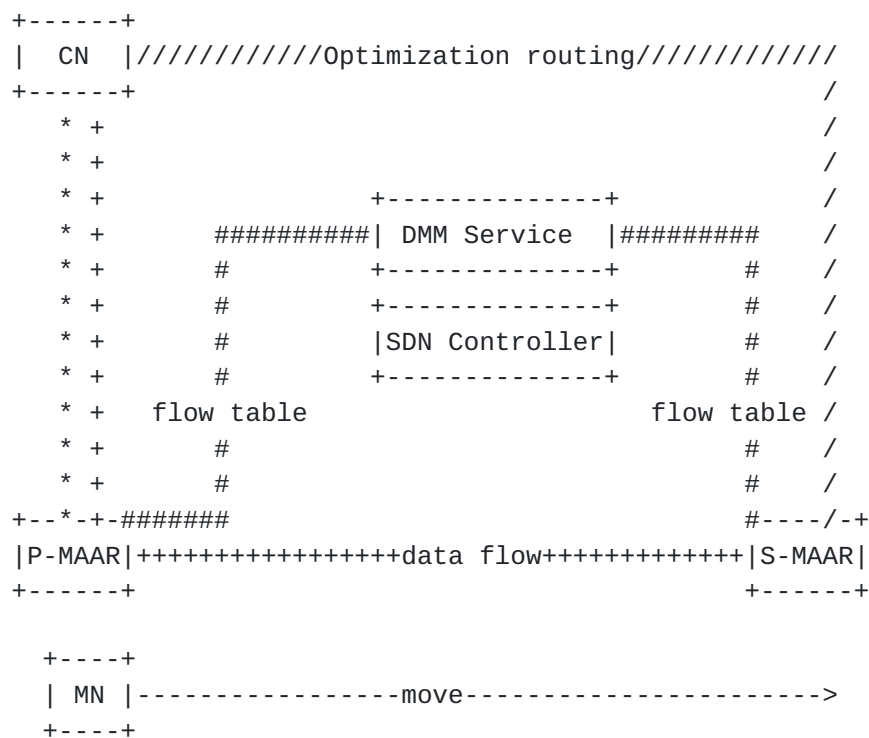 CN Optimization routing
DMM Service
SDN Controller
flow table flow table
P-MAAR data flow S-MAAR
MN move